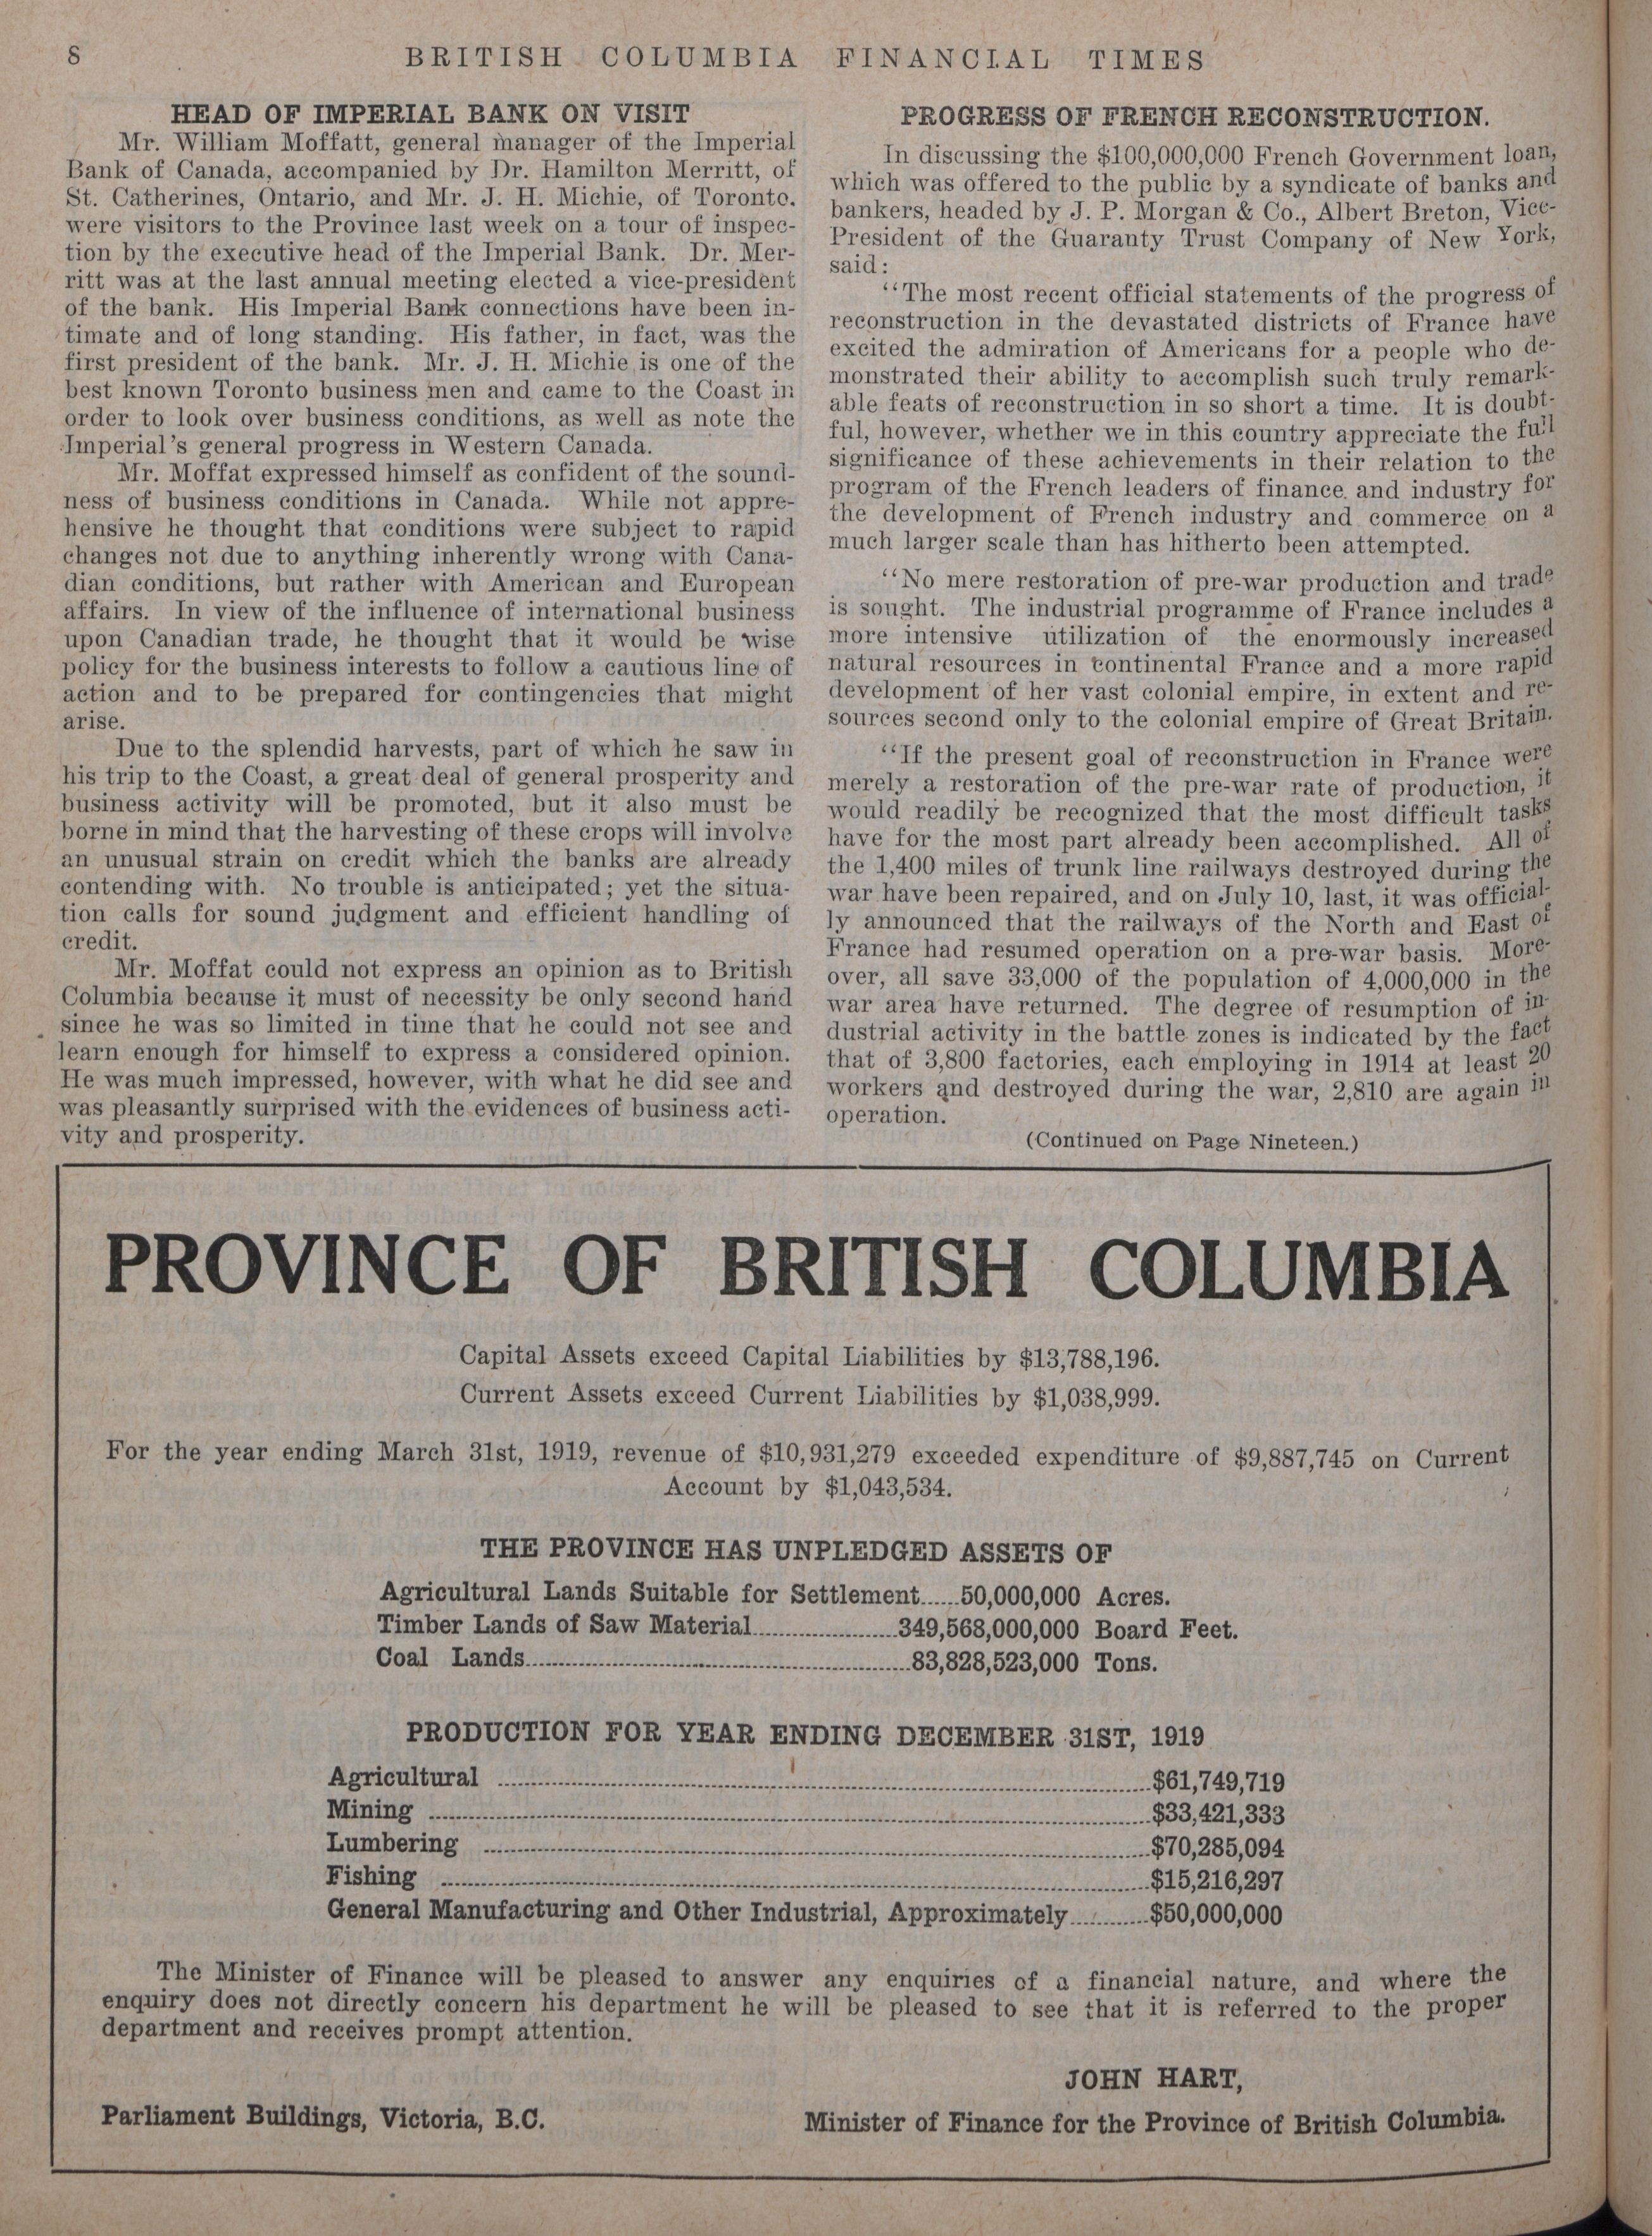 8
BRITISH COLUMBIA FINANCIAL TIMES
HEAD OF IMPERIAL BANK ON VISIT
Mr. William Moffatt, general manager of the Imperial
Bank of Canada, accompanied by Dr. Hamilton Merritt, of
St. Catherines, Ontario, and Mr. J. H. Michie, of Toronto.
were visitors to the Province last week on a tour of inspec-
tion by the executive head of the Imperial Bank. Dr. Mer-
ritt was at the last annual meeting elected a vice-president
of the bank. His Imperial Bank connections have been in-
timate and of long standing. His father, in fact, was the
first president of the bank. Mr. J. H. Michie is one of the
best known Toronto business men and came to the Coast in
order to look over business conditions, as well as note the
Imperial's general progress in Western Canada.
Mr. Moffat expressed himself as confident of the sound-
ness of business conditions in Canada. While not appre-
hensive he thought that conditions were subject to rapid
changes not due to anything inherently wrong with Cana-
dian conditions, but rather with American and European
affairs. In view of the influence of international business
upon Canadian trade, he thought that it would be wise
policy for the business interests to follow a cautious line of
action and to be prepared for contingencies that might
arise.
Due to the splendid harvests, part of which he saw in
his trip to the Coast, a great deal of general prosperity and
business activity will be promoted, but it also must be
borne in mind that the harvesting of these crops will involve
an unusual strain on credit which the banks are already
contending with. No trouble is anticipated; yet the situa-
tion calls for sound judgment and efficient handling of
credit.
Mr. Moffat could not express an opinion as to British
Columbia because it must of necessity be only second hand
since he was so limited in time that he could not see and
learn enough for himself to express a considered opinion.
He was much impressed, however, with what he did see and
was pleasantly surprised with the evidences of business acti-
vity and prosperity.
PROGRESS OF FRENCH RECONSTRUCTION.
In discussing the $100,000,000 French Government loan,
which was offered to the public by a syndicate of banks and
bankers, headed by J. P. Morgan & Co., Albert Breton, Vice-
President of the Guaranty Trust Company of New York,
said:
"The most recent official statements of the progress of
reconstruction in the devastated districts of France have
excited the admiration of Americans for a people who de-
monstrated their ability to accomplish such truly remark-
able feats of reconstruction in so short a time. It is doubt-
ful, however, whether we in this country appreciate the full
significance of these achievements in their relation to the
program of the French leaders of finance and industry for
the development of French industry and commerce on a
much larger scale than has hitherto been attempted.
"No mere restoration of pre-war production and trade
is sought. The industrial programme of France includes a
more intensive utilization of the enormously increased
natural resources in continental France and a more rapid
development of her vast colonial empire, in extent and re-
sources second only to the colonial empire of Great Britain.
"If the present goal of reconstruction in France were
merely a restoration of the pre-war rate of production, it
would readily be recognized that the most difficult tasks
have for the most part already been accomplished. All of
the 1,400 miles of trunk line railways destroyed during the
war have been repaired, and on July 10, last, it was official-
ly announced that the railways of the North and East of
France had resumed operation on a pre-war basis. More-
over, all save 33,000 of the population of 4,000,000 in the
war area have returned. The degree of resumption of in-
dustrial activity in the battle zones is indicated by the fact
that of 3,800 factories, each employing in 1914 at least 20
workers and destroyed during the war, 2,810 are again in
operation.
(Continued on Page Nineteen.)
PROVINCE OF BRITISH COLUMBIA
Capital Assets exceed Capital Liabilities by $13,788,196.
Current Assets exceed Current Liabilities by $1,038,999.
For the year ending March 31st, 1919, revenue of $10,931,279 exceeded expenditure of $9,887,745 on Current
Account by $1,043,534.
THE PROVINCE HAS UNPLEDGED ASSETS OF
Agricultural Lands Suitable for Settlement......50,000,000 Acres.
Timber Lands of Saw Material......349,568,000,000 Board Feet.
Coal Lands......83,828,523,000 Tons.
PRODUCTION FOR YEAR ENDING DECEMBER 31ST, 1919
Agricultural ......$61,749,719
Mining ......$33,421,333
Lumbering ......$70,285,094
Fishing ......$15,216,297
General Manufacturing and Other Industrial, Approximately......$50,000,000
The Minister of Finance will be pleased to answer any enquiries of a financial nature, and where the
enquiry does not directly concern his department he will be pleased to see that it is referred to the proper
department and receives prompt attention.
JOHN HART,
Parliament Buildings, Victoria, B.C.
Minister of Finance for the Province of British Columbia.